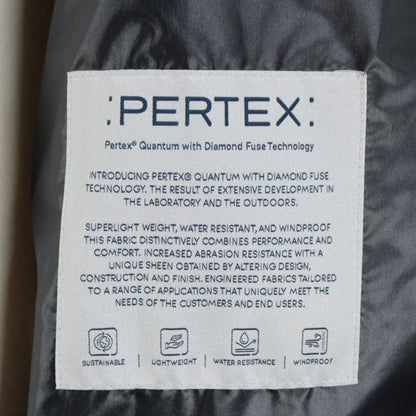 :PERTEX:
Pertex® Quantum with Diamond Fuse Technology
INTRODUCING PERTEX® QUANTUM WITH DIAMOND FUSE
TECHNOLOGY. THE RESULT OF EXTENSIVE DEVELOPMENT IN
THE LABORATORY AND THE OUTDOORS.
SUPERLIGHT WEIGHT, WATER RESISTANT, AND WINDPROOF
THIS FABRIC DISTINCTIVELY COMBINES PERFORMANCE AND
COMFORT. INCREASED ABRASION RESISTANCE WITH A
UNIQUE SHEEN OBTAINED BY ALTERING DESIGN,
CONSTRUCTION AND FINISH. ENGINEERED FABRICS TAILORED
TO A RANGE OF APPLICATIONS THAT UNIQUELY MEET THE
NEEDS OF THE CUSTOMERS AND END USERS.
SUSTAINABLE LIGHTWEIGHT WATER RESISTANCE WINDPROOF